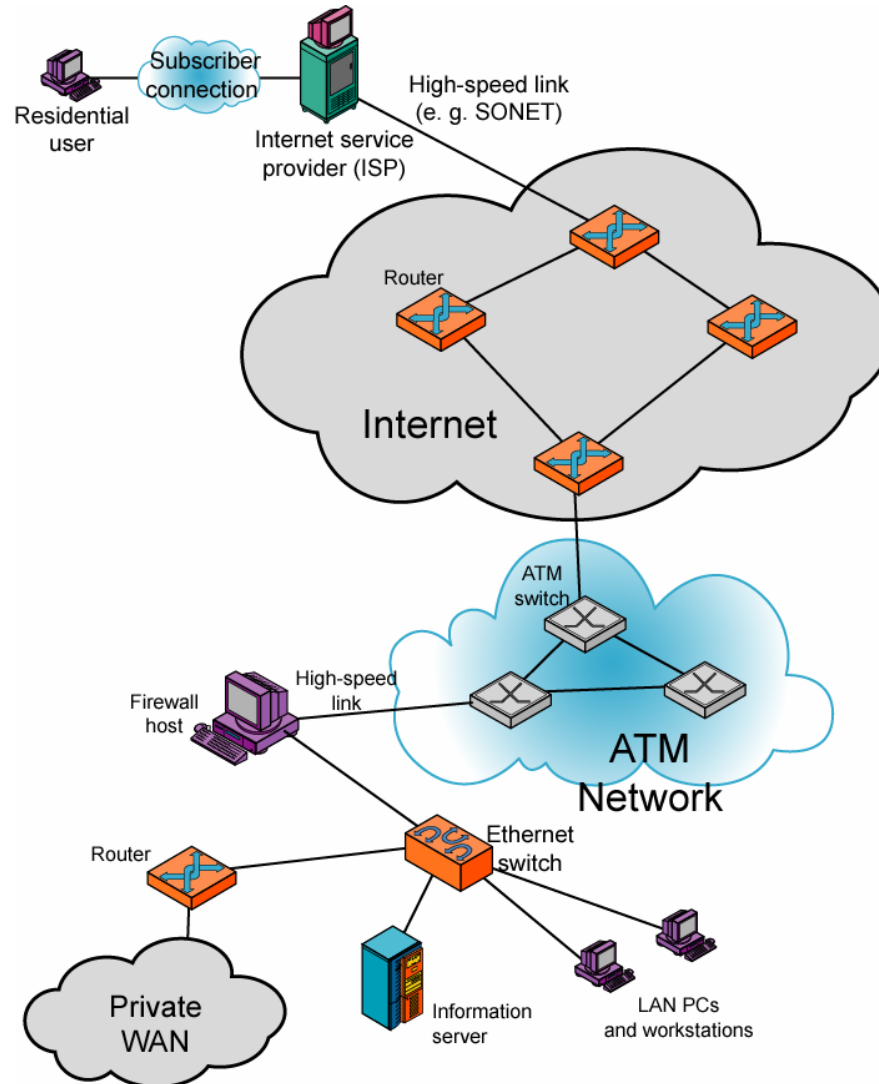 Subscriber
connection
Residential
user
Internet service
provider (ISP)
High-speed link
(e. g. SONET)
Router
Internet
ATM
switch
High-speed
link
Firewall
host
ATM
Network
Ethernet
switch
Router
Private
WAN
Information
server
LAN PCs
and workstations